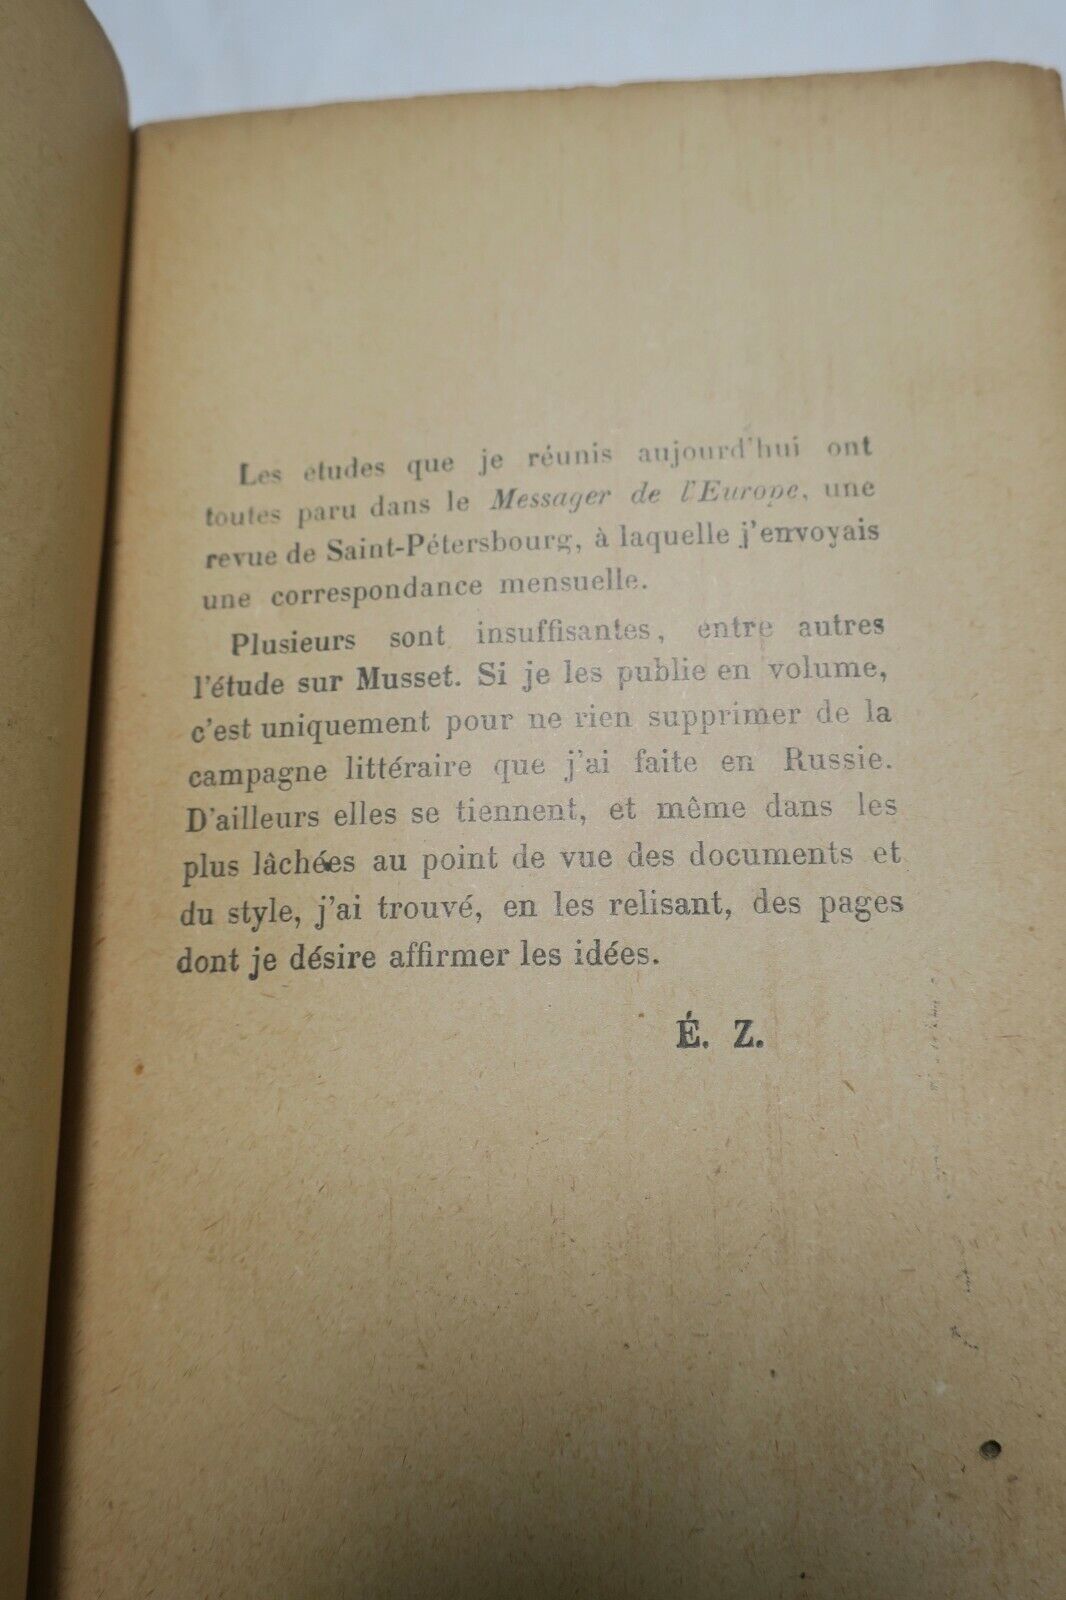 Les études que je réunis aujourd'hui ont
toutes paru dans le Messager de l'Europe, une
revue de Saint-Pétersbourg, à laquelle j'envoyais
une correspondance mensuelle.
Plusieurs sont insuffisantes, entre autres
l'étude sur Musset. Si je les publie en volume,
c'est uniquement pour ne rien supprimer de la
campagne littéraire que j'ai faite en Russie.
D'ailleurs elles se tiennent, et même dans les
plus lâchées au point de vue des documents et
du style, j'ai trouvé, en les relisant, des pages
dont je désire affirmer les idées.
É. Z.